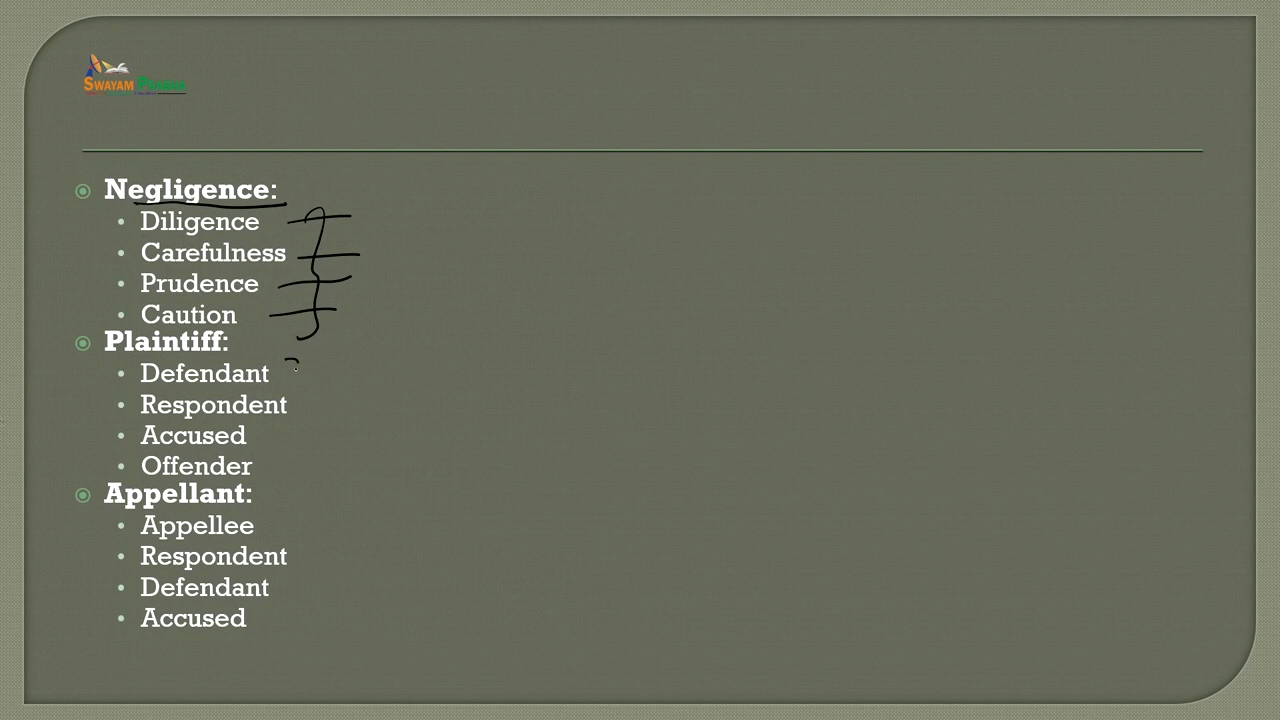 SWAYAM PRABHA
Negligence:
Diligence
Carefulness
Prudence
Caution
Plaintiff:
Defendant
Respondent
Accused
Offender
Appellant:
Appellee
Respondent
Defendant
Accused